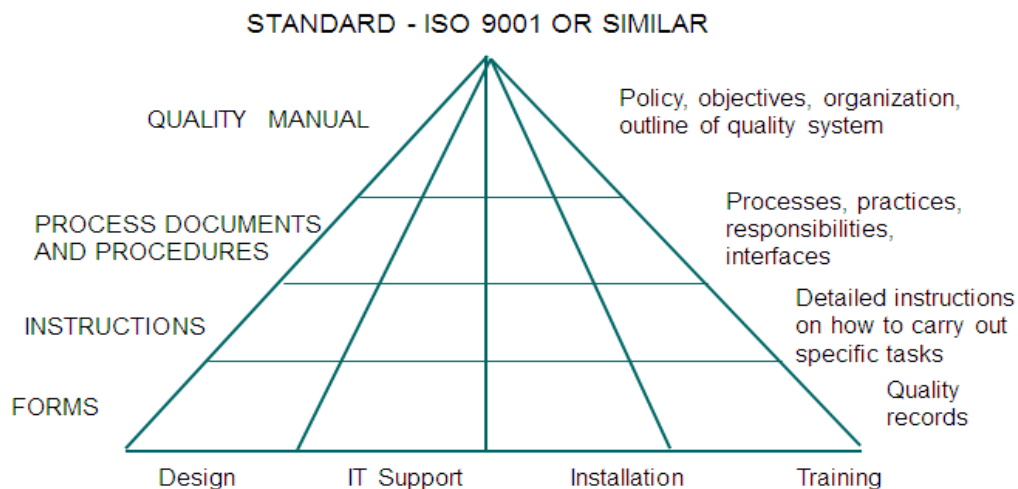 STANDARD - ISO 9001 OR SIMILAR
QUALITY MANUAL
Policy, objectives, organization,
outline of quality system
PROCESS DOCUMENTS
AND PROCEDURES
Processes, practices,
responsibilities,
interfaces
INSTRUCTIONS
Detailed instructions
on how to carry out
specific tasks
FORMS
Quality
records
Design
IT Support
Installation
Training